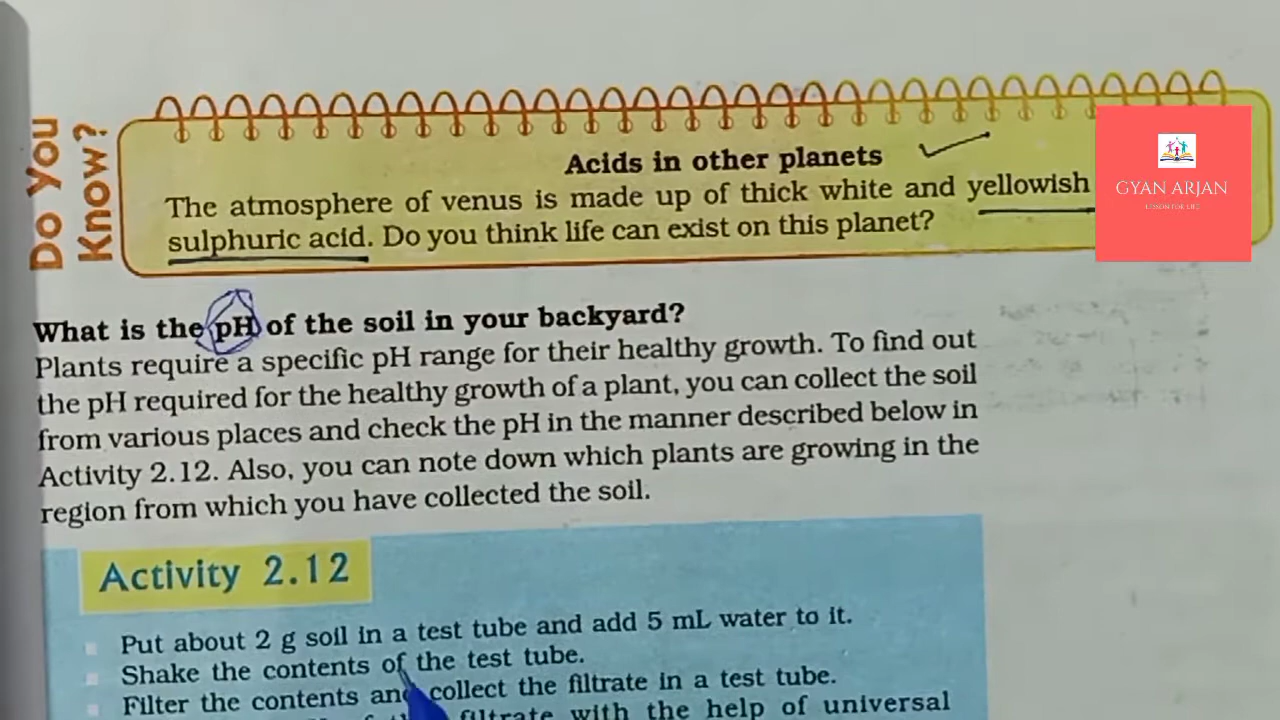 Do You
Know?
Acids in other planets
The atmosphere of venus is made up of thick white and yellowish
sulphuric acid. Do you think life can exist on this planet?
GYAN ARJAN
LESSON FOR LIFE
What is the pH of the soil in your backyard?
Plants require a specific pH range for their healthy growth. To find out
the pH required for the healthy growth of a plant, you can collect the soil
from various places and check the pH in the manner described below in
Activity 2.12. Also, you can note down which plants are growing in the
region from which you have collected the soil.
Activity 2.12
Put about 2 g soil in a test tube and add 5 mL water to it.
Shake the contents of the test tube.
Filter the contents and collect the filtrate in a test tube.
filtrate with the help of universal